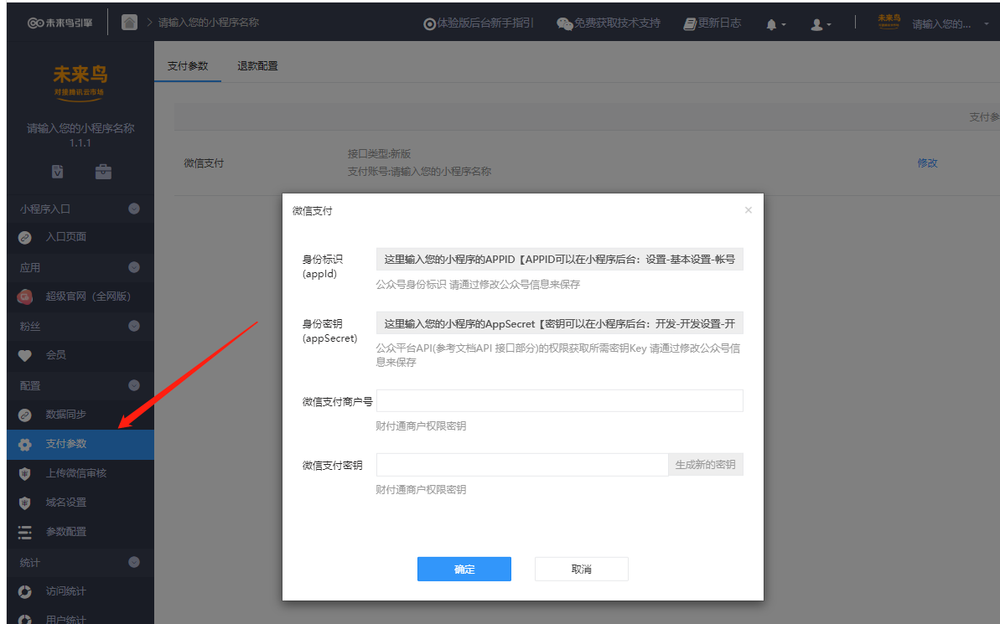 未来鸟引擎
请输入您的小程序名称
体验版后台新手指引
免费获取技术支持
更新日志
未来鸟
请输入您的...
未来鸟
对接腾讯云市场
请输入您的小程序名称
1.1.1
小程序入口
入口页面
应用
超级官网（全网版）
粉丝
会员
配置
数据同步
支付参数
上传微信审核
域名设置
参数配置
统计
访问统计
用户统计
支付参数
退款配置
支付参
微信支付
接口类型:新版
支付账号:请输入您的小程序名称
修改
微信支付
×
身份标识
(appId)
这里输入您的小程序的APPID【APPID可以在小程序后台：设置-基本设置-帐号
公众号身份标识 请通过修改公众号信息来保存
身份密钥
(appSecret)
这里输入您的小程序的AppSecret【密钥可以在小程序后台：开发-开发设置-开
公众平台API(参考文档API 接口部分)的权限获取所需密钥Key 请通过修改公众号信
息来保存
微信支付商户号
财付通商户权限密钥
微信支付密钥
生成新的密钥
财付通商户权限密钥
确定
取消